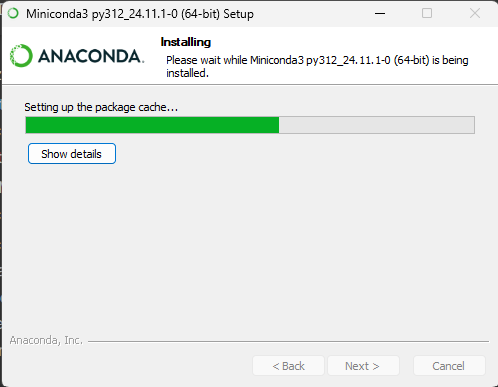 Miniconda3 py312_24.11.1-0 (64-bit) Setup
ANACONDA.
Installing
Please wait while Miniconda3 py312_24.11.1-0 (64-bit) is being
installed.
Setting up the package cache...
Show details
Anaconda, Inc.
< Back
Next >
Cancel